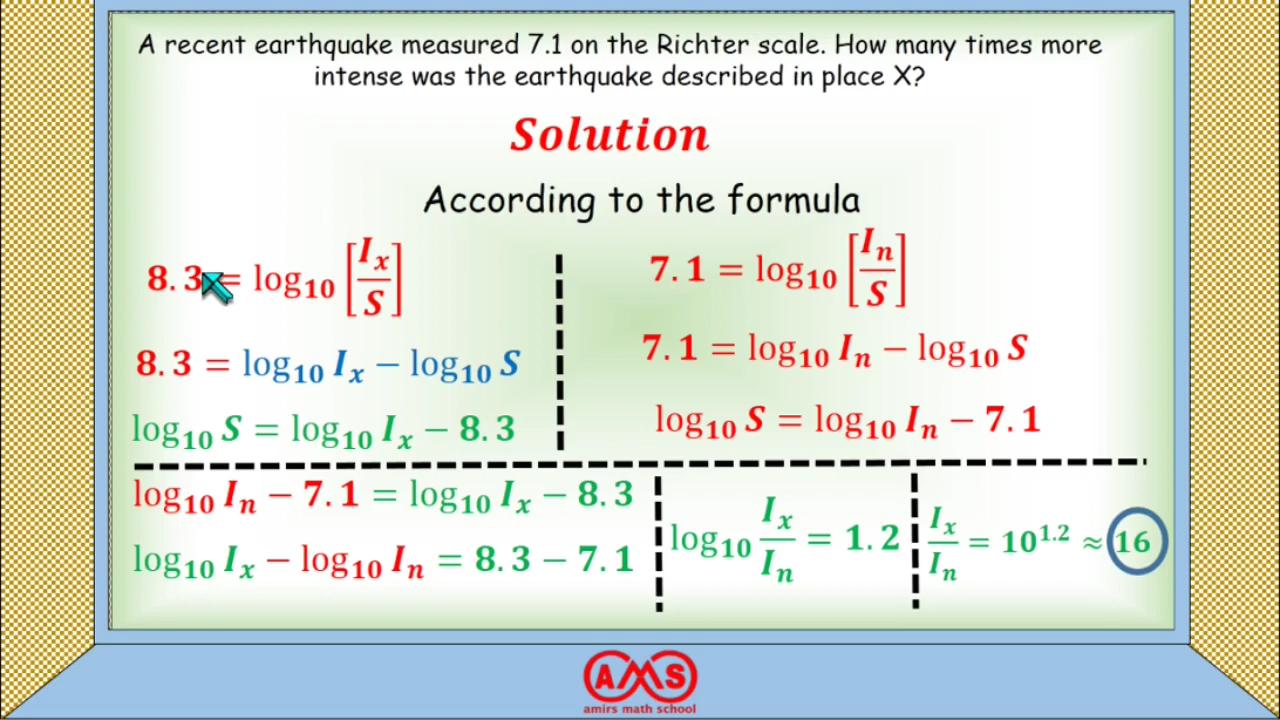 A recent earthquake measured 7.1 on the Richter scale. How many times more
intense was the earthquake described in place X?
Solution
According to the formula
8.3 = log₁₀ [Iₓ/S]
8.3 = log₁₀ Iₓ − log₁₀ S
log₁₀ S = log₁₀ Iₓ − 8.3
7.1 = log₁₀ [Iₙ/S]
7.1 = log₁₀ Iₙ − log₁₀ S
log₁₀ S = log₁₀ Iₙ − 7.1
log₁₀ Iₙ − 7.1 = log₁₀ Iₓ − 8.3
log₁₀ Iₓ − log₁₀ Iₙ = 8.3 − 7.1
log₁₀ Iₓ/Iₙ = 1.2
Iₓ/Iₙ = 10¹·² ≈ 16
AMS
amirs math school